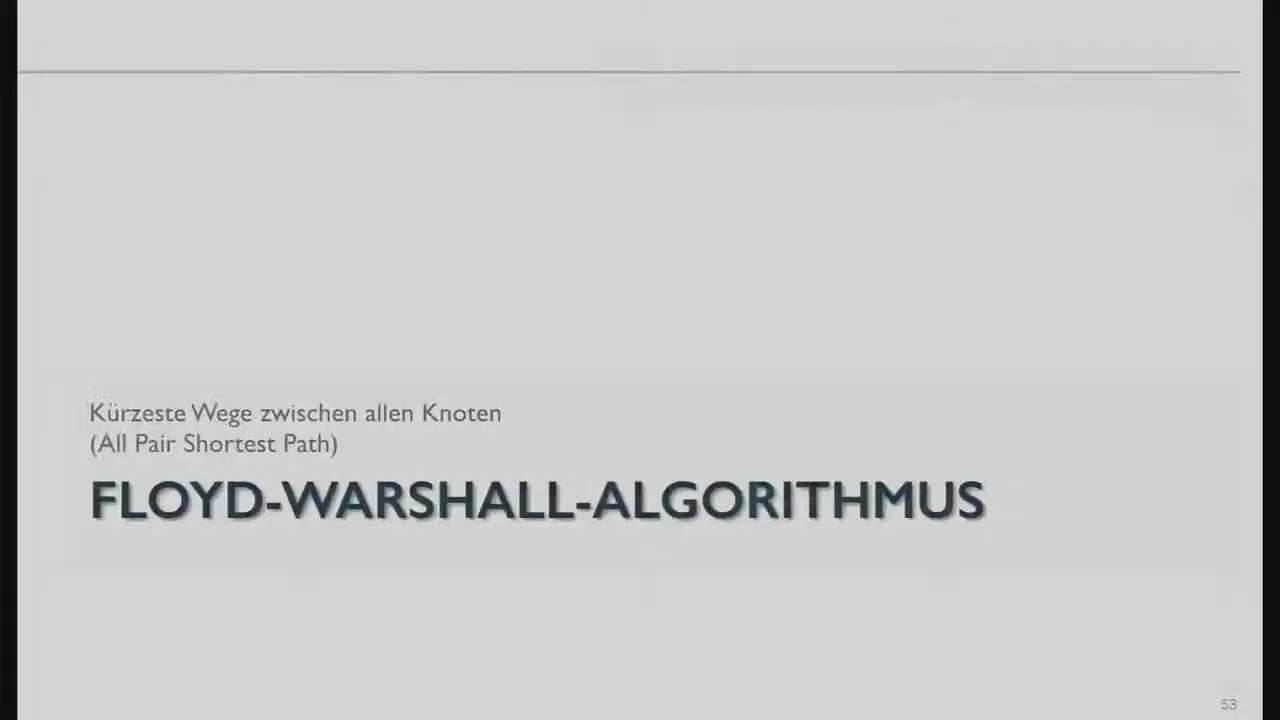 Kürzeste Wege zwischen allen Knoten
(All Pair Shortest Path)
FLOYD-WARSHALL-ALGORITHMUS
53